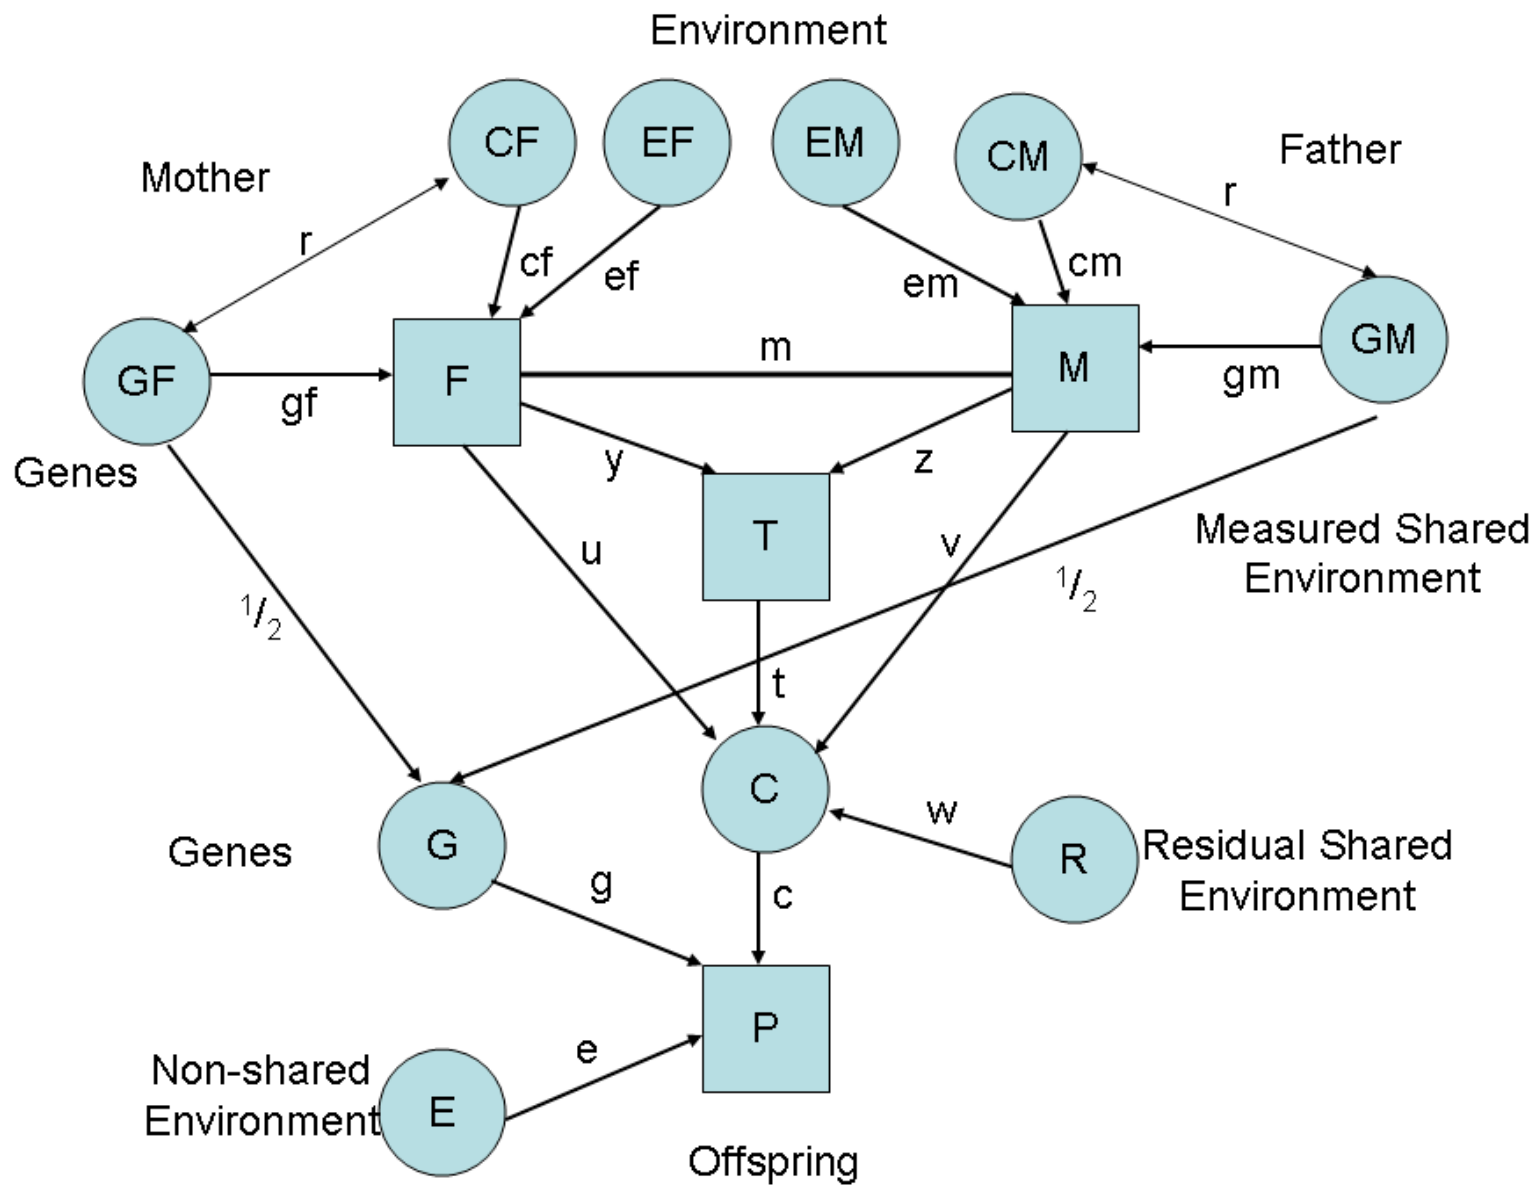 Environment
CF
EF
EM
CM
Mother
Father
r
r
cf
ef
em
cm
GF
gf
F
m
M
gm
GM
Genes
y
z
T
u
v
Measured Shared
Environment
1/2
1/2
t
C
w
Genes
G
g
c
R
Residual Shared
Environment
P
Non-shared
Environment
E
e
Offspring